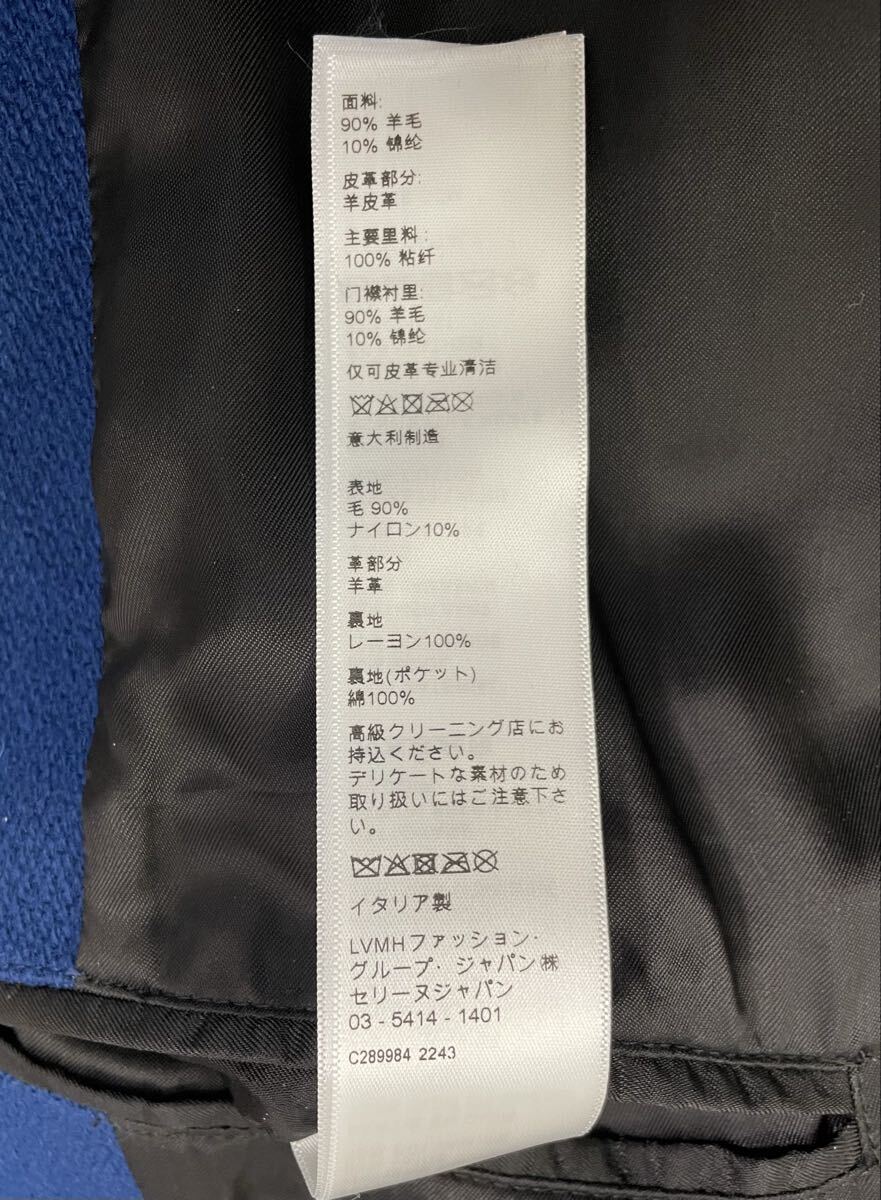 面料:
90% 羊毛
10% 锦纶
皮革部分:
羊皮革
主要里料:
100% 粘纤
门襟衬里:
90% 羊毛
10% 锦纶
仅可皮革专业清洁
意大利制造
表地
毛 90%
ナイロン10%
革部分
羊革
裏地
レーヨン100%
裏地(ポケット)
綿100%
高級クリーニング店にお
持込ください。
デリケートな素材のため
取り扱いにはご注意下さ
い。
イタリア製
LVMHファッション・
グループ・ジャパン㈱
セリーヌジャパン
03 - 5414 - 1401
C289984 2243